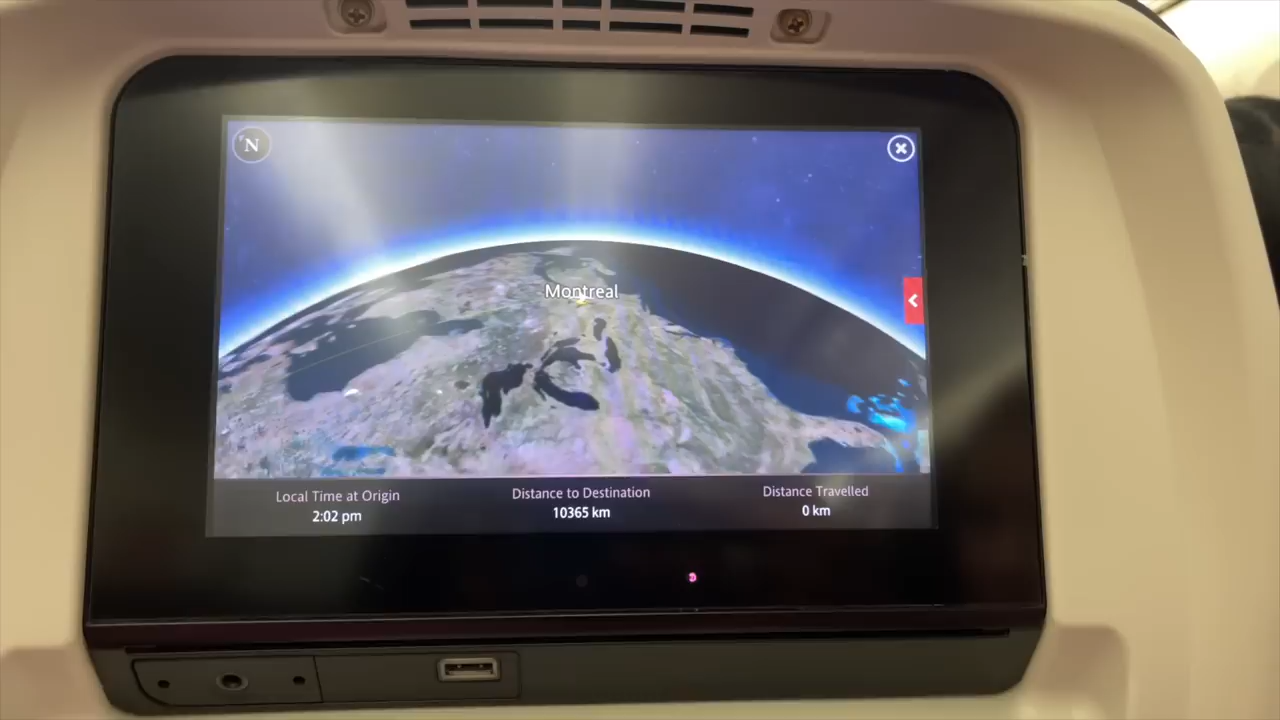 N
Montreal
Local Time at Origin
2:02 pm
Distance to Destination
10365 km
Distance Travelled
0 km